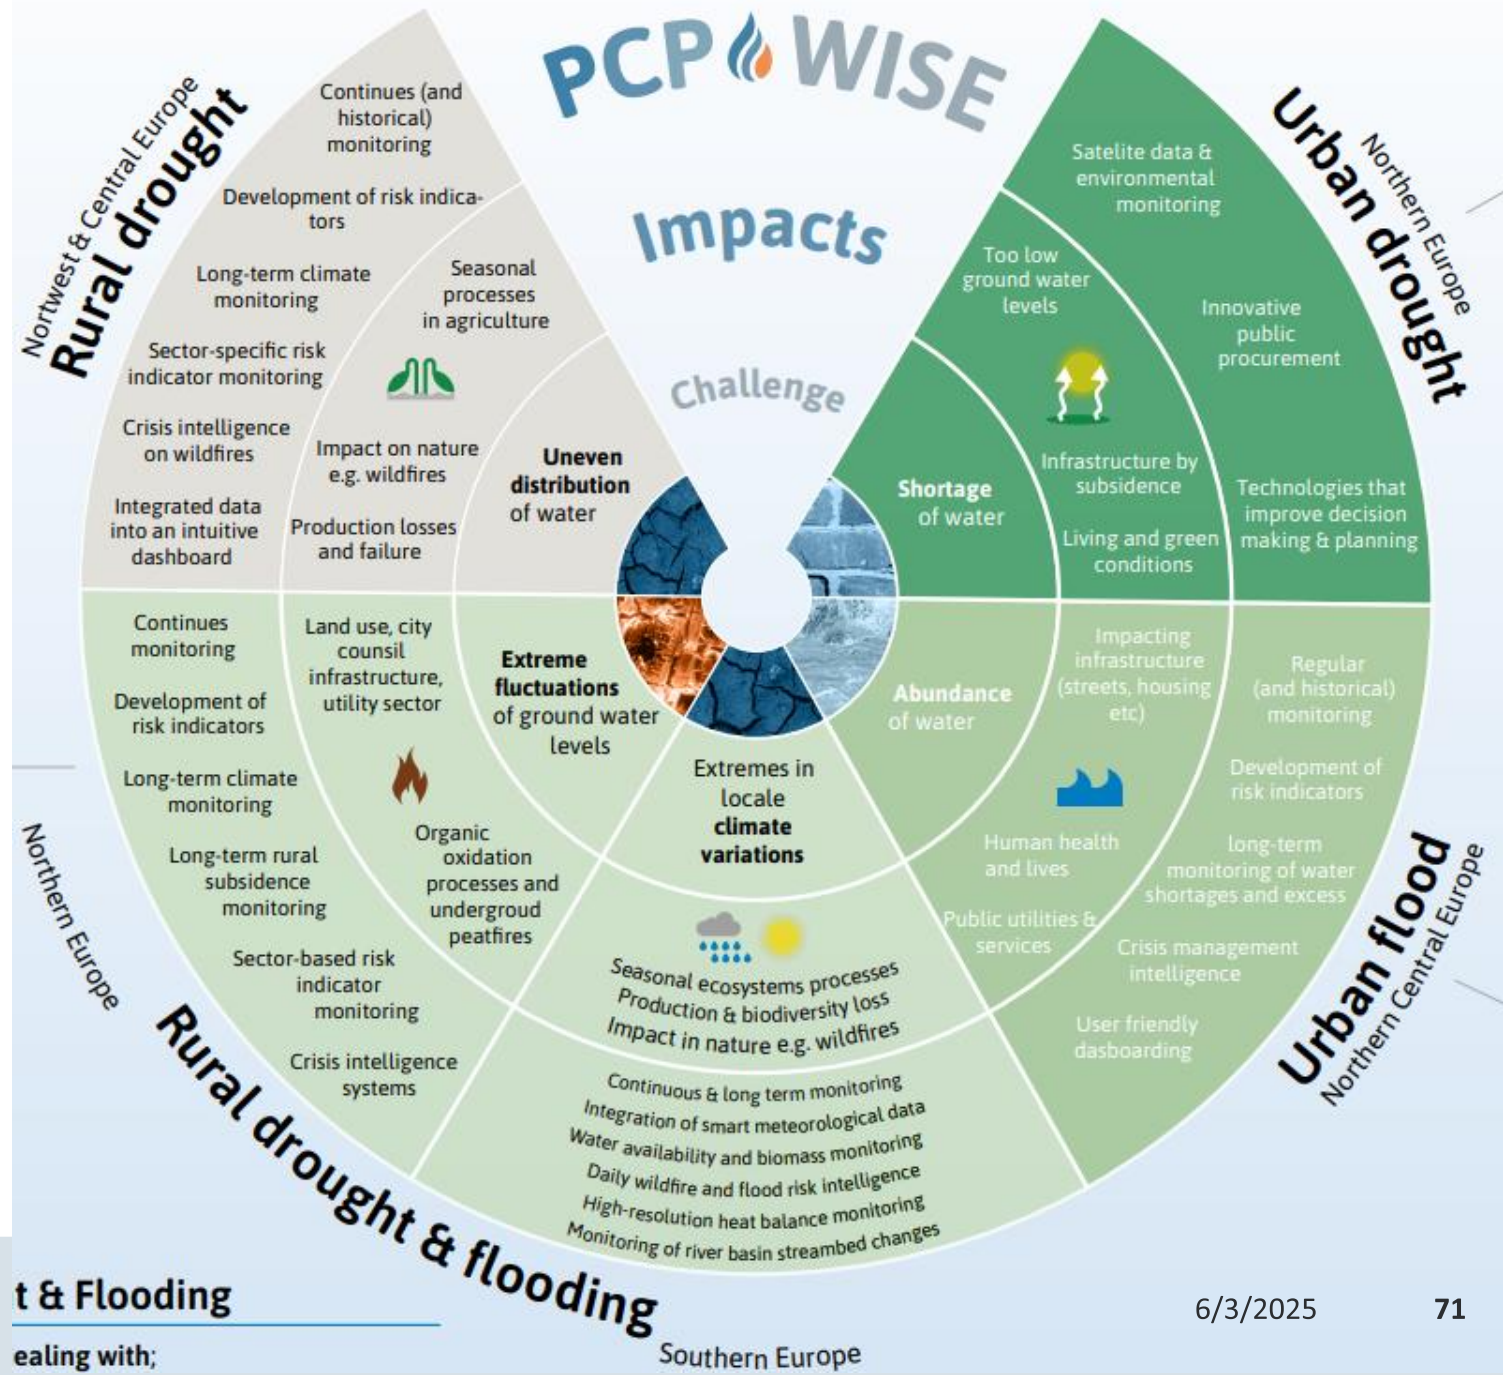 PCP WISE
Impacts
Challenge
Nortwest & Central Europe
Rural drought
Continues (and
historical)
monitoring
Development of risk indica-
tors
Long-term climate
monitoring
Sector-specific risk
indicator monitoring
Crisis intelligence
on wildfires
Integrated data
into an intuitive
dashboard
Seasonal
processes
in agriculture
Impact on nature
e.g. wildfires
Production losses
and failure
Uneven
distribution
of water
Urban drought
Northern Europe
Satelite data &
environmental
monitoring
Innovative
public
procurement
Technologies that
improve decision
making & planning
Too low
ground water
levels
Infrastructure by
subsidence
Living and green
conditions
Shortage
of water
Continues
monitoring
Development of
risk indicators
Long-term climate
monitoring
Long-term rural
subsidence
monitoring
Sector-based risk
indicator
monitoring
Crisis intelligence
systems
Land use, city
counsil
infrastructure,
utility sector
Organic
oxidation
processes and
undergroud
peatfires
Extreme
fluctuations
of ground water
levels
Extremes in
locale
climate
variations
Seasonal ecosystems processes
Production & biodiversity loss
Impact in nature e.g. wildfires
Continuous & long term monitoring
Integration of smart meteorological data
Water availability and biomass monitoring
Daily wildfire and flood risk intelligence
High-resolution heat balance monitoring
Monitoring of river basin streambed changes
Abundance
of water
Impacting
infrastructure
(streets, housing
etc)
Human health
and lives
Public utilities &
services
Regular
(and historical)
monitoring
Development of
risk indicators
long-term
monitoring of water
shortages and excess
Crisis management
intelligence
User friendly
dasboarding
Urban flood
Northern Central Europe
Northern Europe
Rural drought & flooding
Southern Europe
t & Flooding
ealing with;
6/3/2025
71